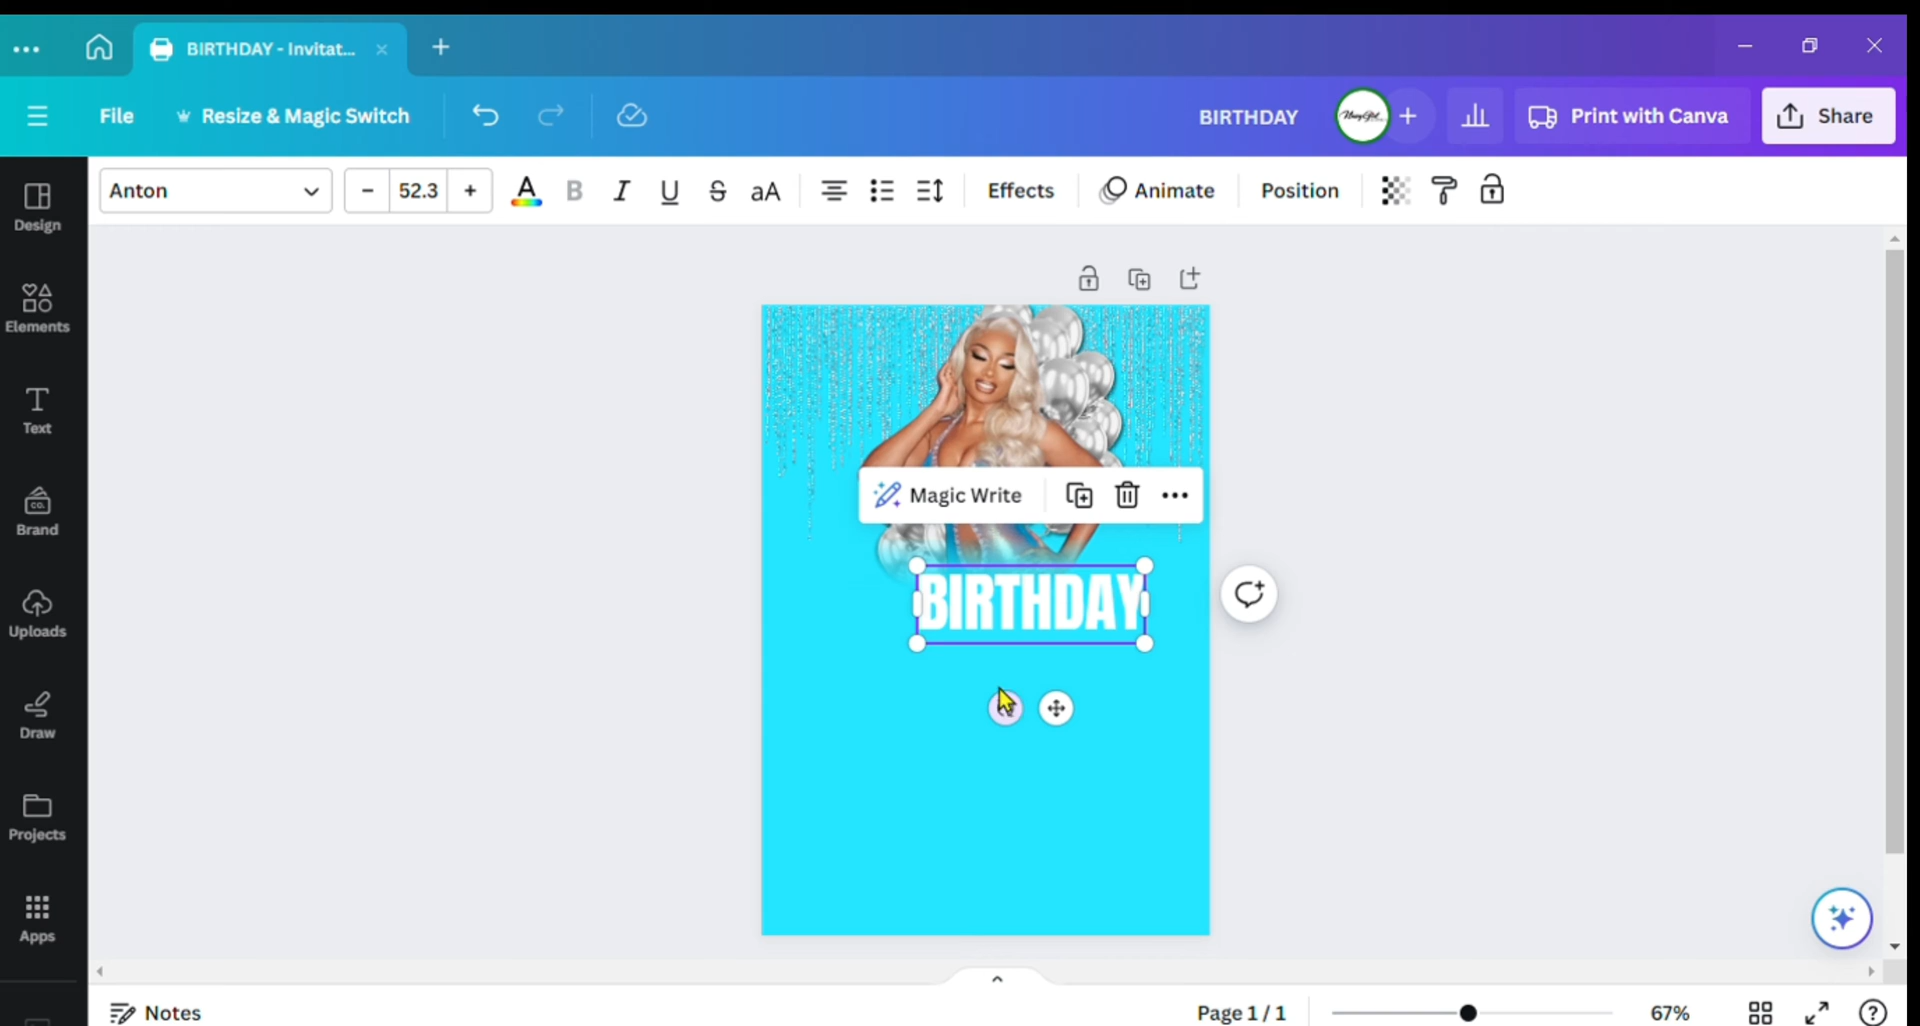 BIRTHDAY - Invitat...
File
Resize & Magic Switch
BIRTHDAY
Print with Canva
Share
Anton
52.3
A
B
I
U
S
aA
Effects
Animate
Position
Design
Elements
Text
Brand
Uploads
Draw
Projects
Apps
Magic Write
BIRTHDAY
Notes
Page 1 / 1
67%